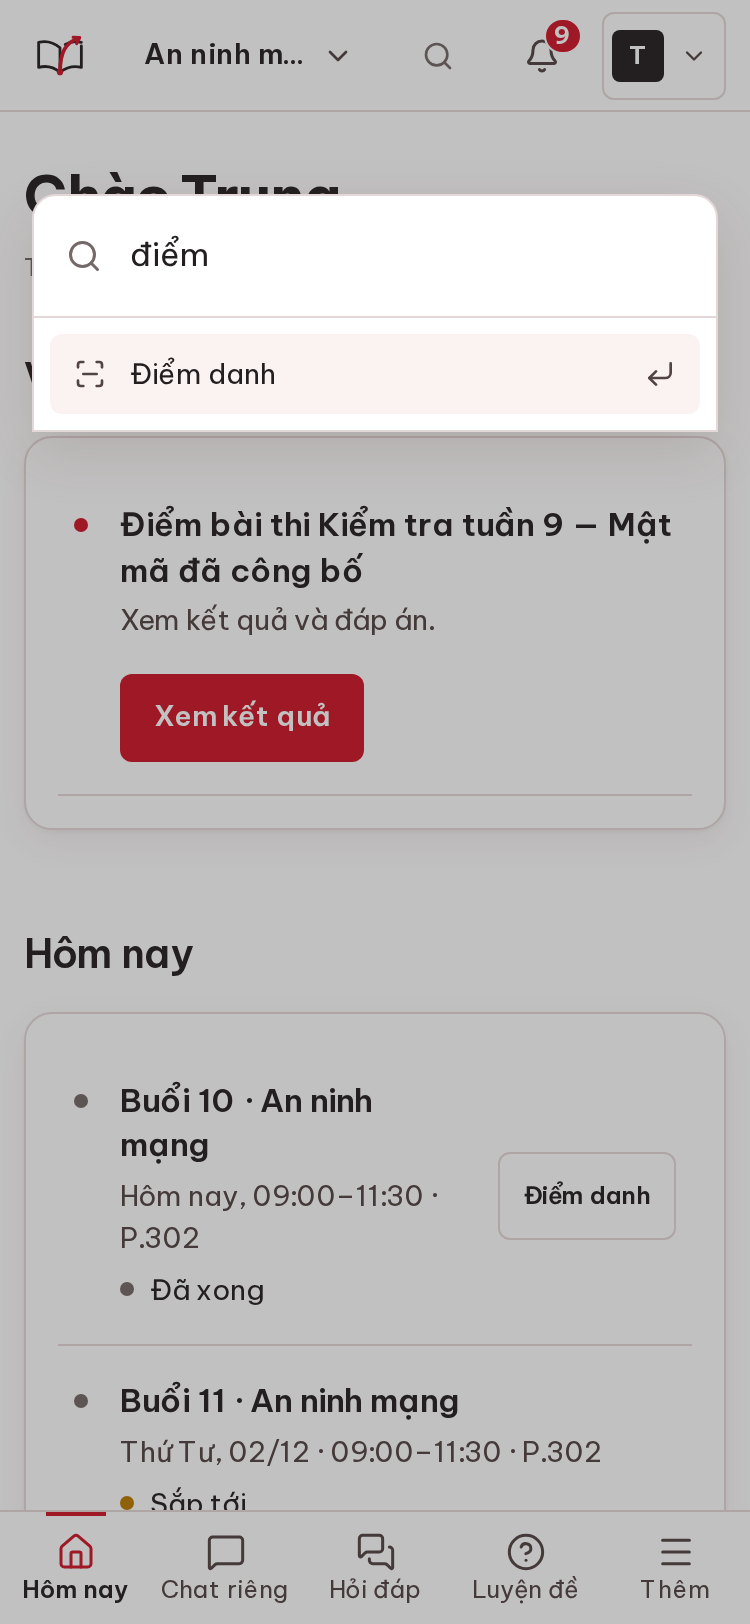 An ninh m...
9
T
Chào Trung
điểm
Điểm danh
Điểm bài thi Kiểm tra tuần 9 — Mật
mã đã công bố
Xem kết quả và đáp án.
Xem kết quả
Hôm nay
Buổi 10 · An ninh
mạng
Hôm nay, 09:00–11:30 ·
P.302
Điểm danh
Đã xong
Buổi 11 · An ninh mạng
Thứ Tư, 02/12 · 09:00–11:30 · P.302
Sắp tới
Hôm nay
Chat riêng
Hỏi đáp
Luyện đề
Thêm